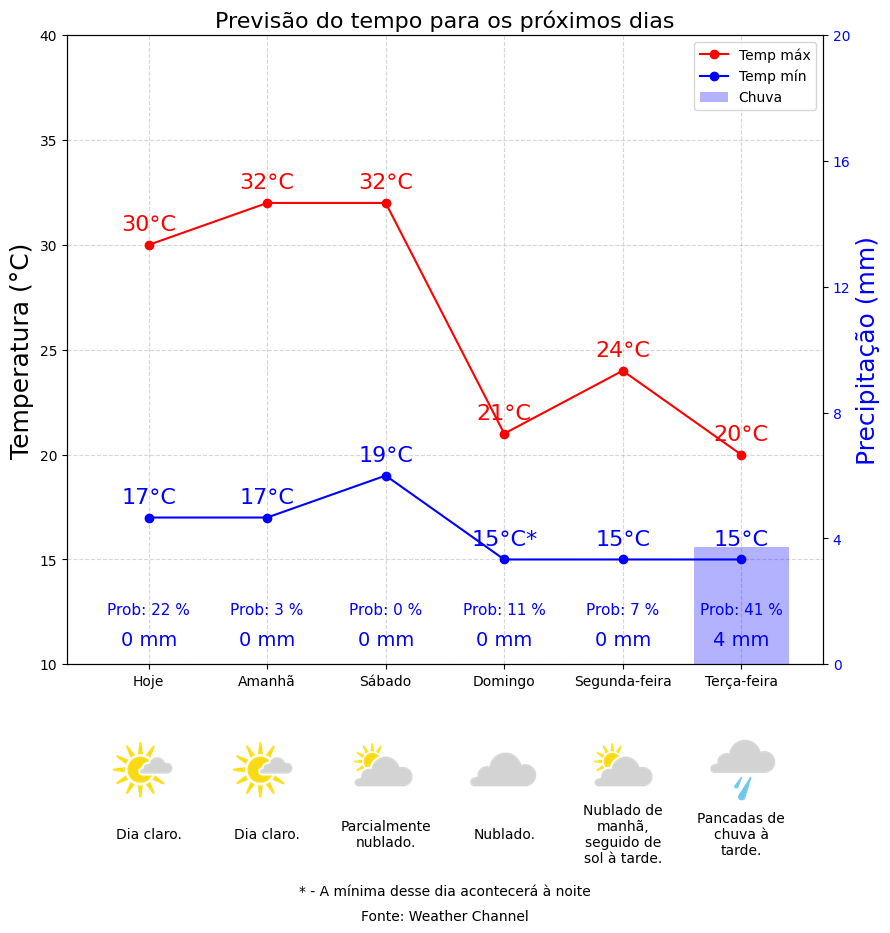 Previsão do tempo para os próximos dias
Temp máx
Temp mín
Chuva
Temperatura (°C)
Precipitação (mm)
40
35
30
25
20
15
10
20
16
12
8
4
0
30°C
32°C
32°C
21°C
24°C
20°C
17°C
17°C
19°C
15°C*
15°C
15°C
Prob: 22 %
Prob: 3 %
Prob: 0 %
Prob: 11 %
Prob: 7 %
Prob: 41 %
0 mm
0 mm
0 mm
0 mm
0 mm
4 mm
Hoje
Amanhã
Sábado
Domingo
Segunda-feira
Terça-feira
Dia claro.
Dia claro.
Parcialmente
nublado.
Nublado.
Nublado de
manhã,
seguido de
sol à tarde.
Pancadas de
chuva à
tarde.
* - A mínima desse dia acontecerá à noite
Fonte: Weather Channel